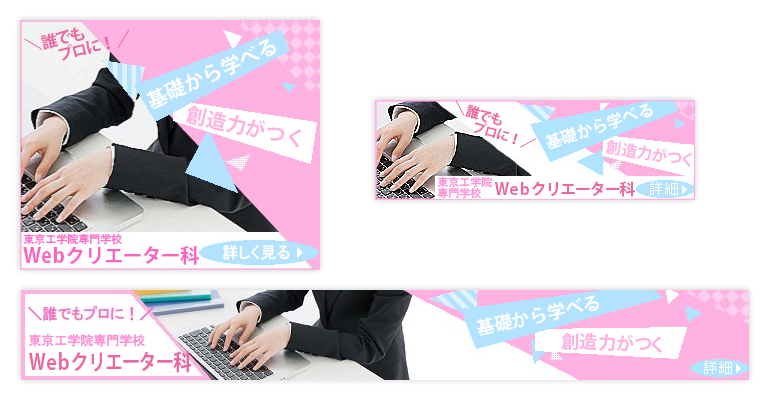 ＼誰でも
プロに！／
基礎から学べる
創造力がつく
東京工学院専門学校
Webクリエーター科
詳しく見る
＼誰でも
プロに！／
基礎から学べる
創造力がつく
東京工学院
専門学校
Webクリエーター科
詳細
＼誰でもプロに！／
東京工学院専門学校
Webクリエーター科
基礎から学べる
創造力がつく
詳細